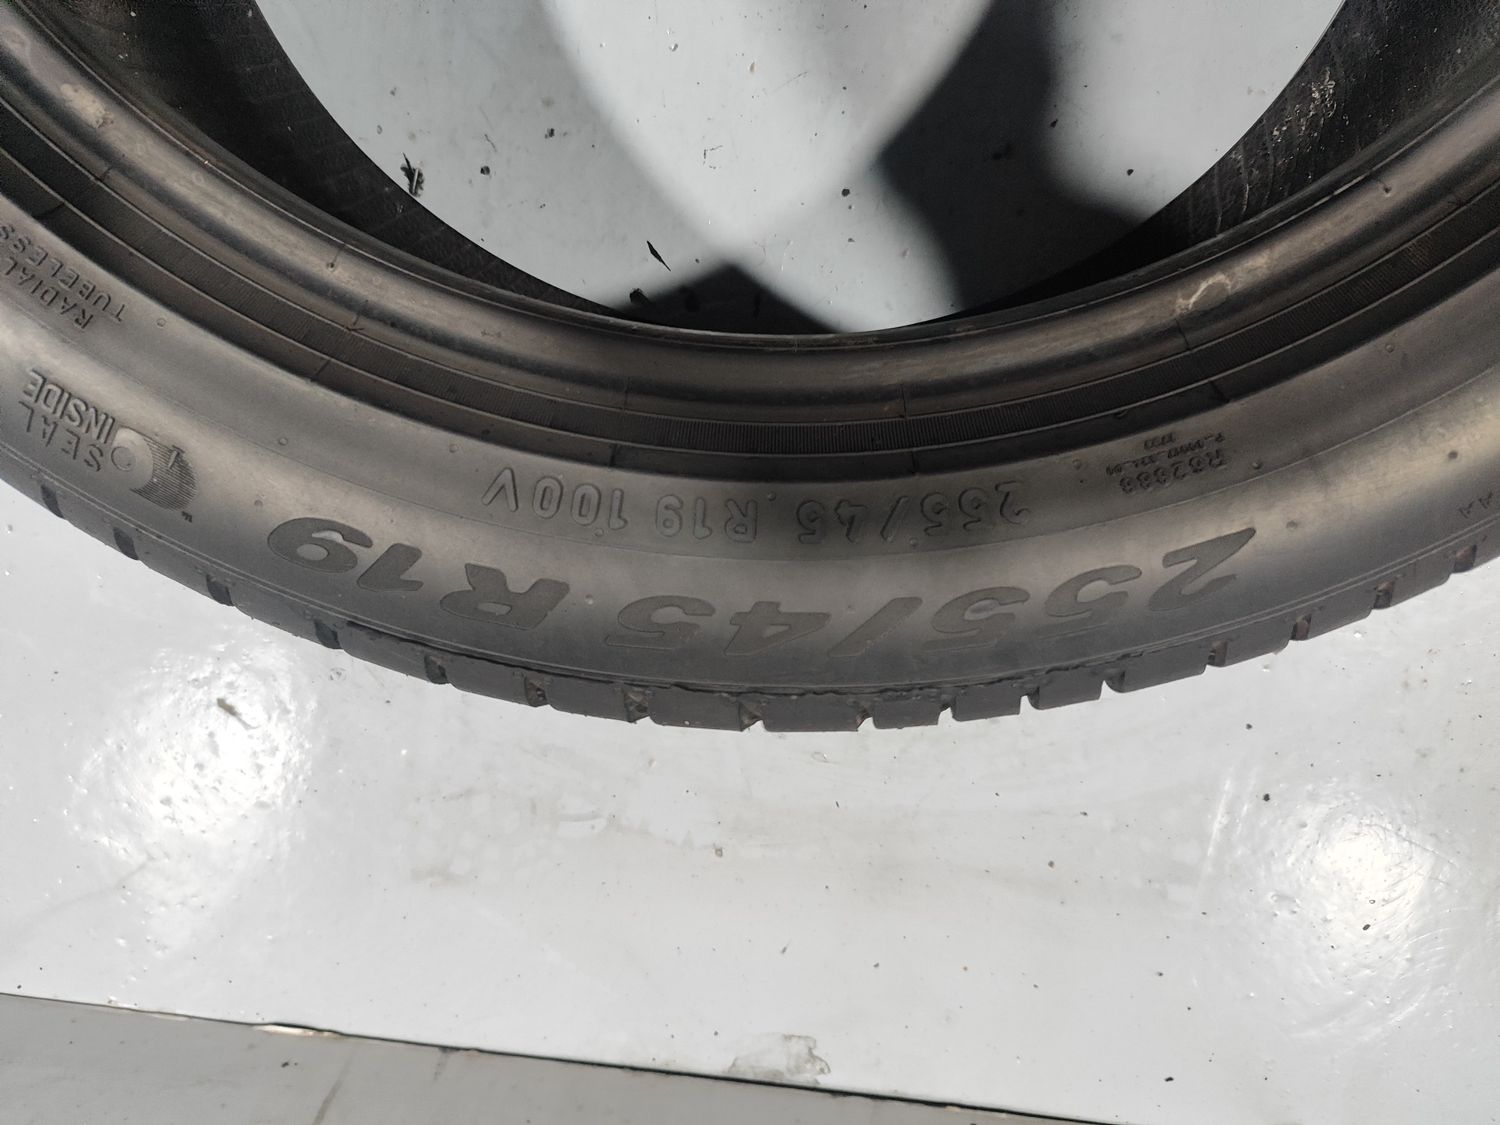 255/45 R19
255/45 R19 100V
SEAL
INSIDE
RADIAL
TUBELESS